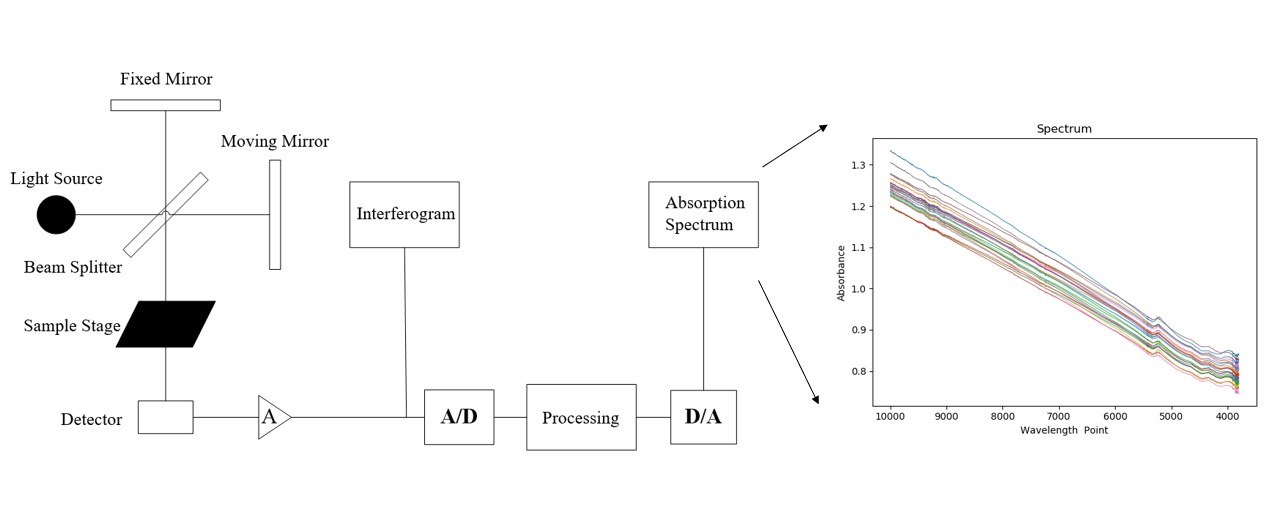 Fixed Mirror
Moving Mirror
Light Source
Beam Splitter
Sample Stage
Detector
A
Interferogram
A/D
Processing
D/A
Absorption
Spectrum
Spectrum
Absorbance
1.3
1.2
1.1
1.0
0.9
0.8
10000 9000 8000 7000 6000 5000 4000
Wavelength Point